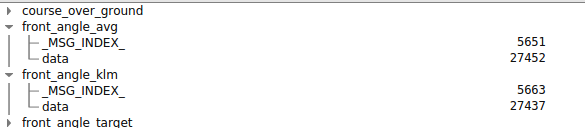 course_over_ground
front_angle_avg
_MSG_INDEX_ 5651
data 27452
front_angle_klm
_MSG_INDEX_ 5663
data 27437
front_angle_target